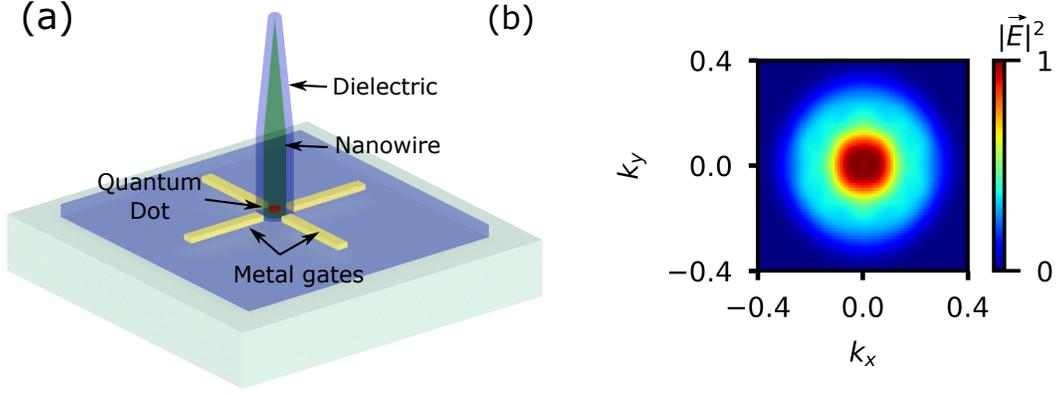 (a)
Dielectric
Nanowire
Quantum
Dot
Metal gates
(b)
|E⃗|²
0.4
0.0
−0.4
k_y
−0.4 0.0 0.4
k_x
1
0